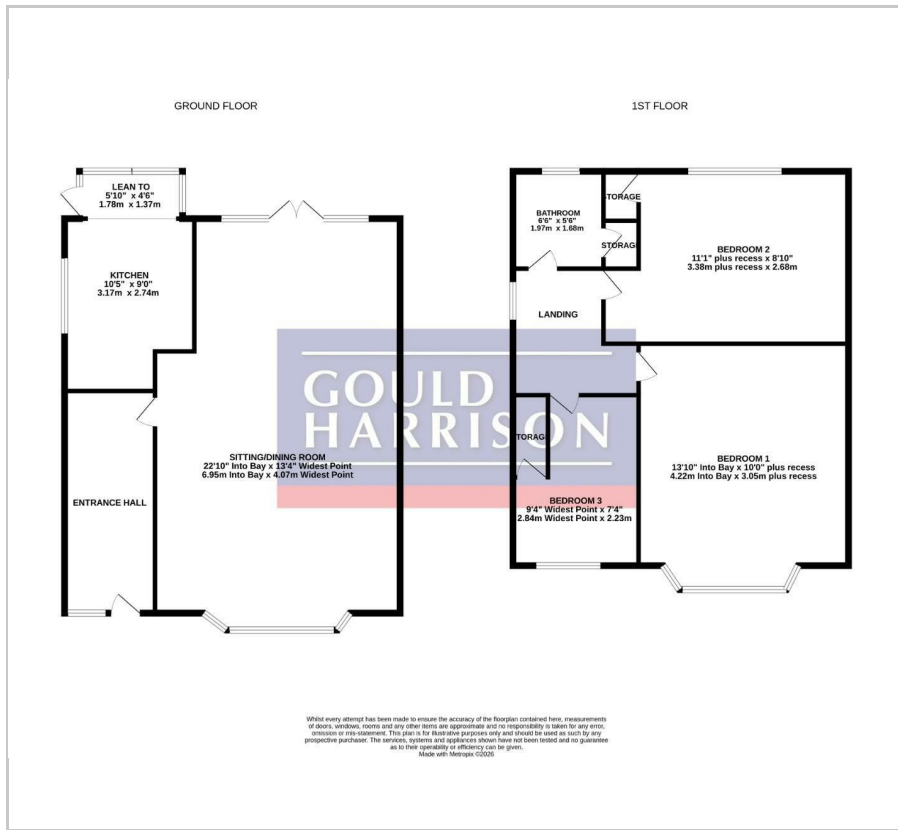 GROUND FLOOR
LEAN TO
5'10" x 4'6"
1.78m x 1.37m
KITCHEN
10'5" x 9'0"
3.17m x 2.74m
SITTING/DINING ROOM
22'10" Into Bay x 13'4" Widest Point
6.95m Into Bay x 4.07m Widest Point
ENTRANCE HALL
1ST FLOOR
BATHROOM
6'6" x 5'6"
1.97m x 1.68m
STORAGE
STORAGE
BEDROOM 2
11'1" plus recess x 8'10"
3.38m plus recess x 2.68m
LANDING
STORAGE
BEDROOM 1
13'10" Into Bay x 10'0" plus recess
4.22m Into Bay x 3.05m plus recess
BEDROOM 3
9'4" Widest Point x 7'4"
2.84m Widest Point x 2.23m
GOULD
HARRISON
Whilst every attempt has been made to ensure the accuracy of the floorplan contained here, measurements
of doors, windows, rooms and any other items are approximate and no responsibility is taken for any error,
omission or mis-statement. This plan is for illustrative purposes only and should be used as such by any
prospective purchaser. The services, systems and appliances shown have not been tested and no guarantee
as to their operability or efficiency can be given.
Made with Metropix ©2026